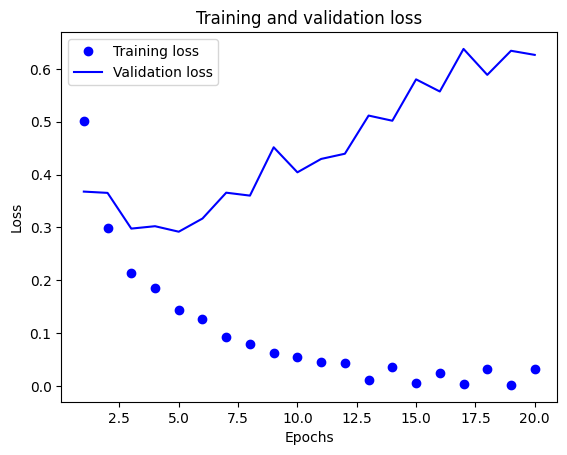 Training and validation loss
Training loss
Validation loss
0.6
0.5
0.4
0.3
0.2
0.1
0.0
Loss
2.5 5.0 7.5 10.0 12.5 15.0 17.5 20.0
Epochs